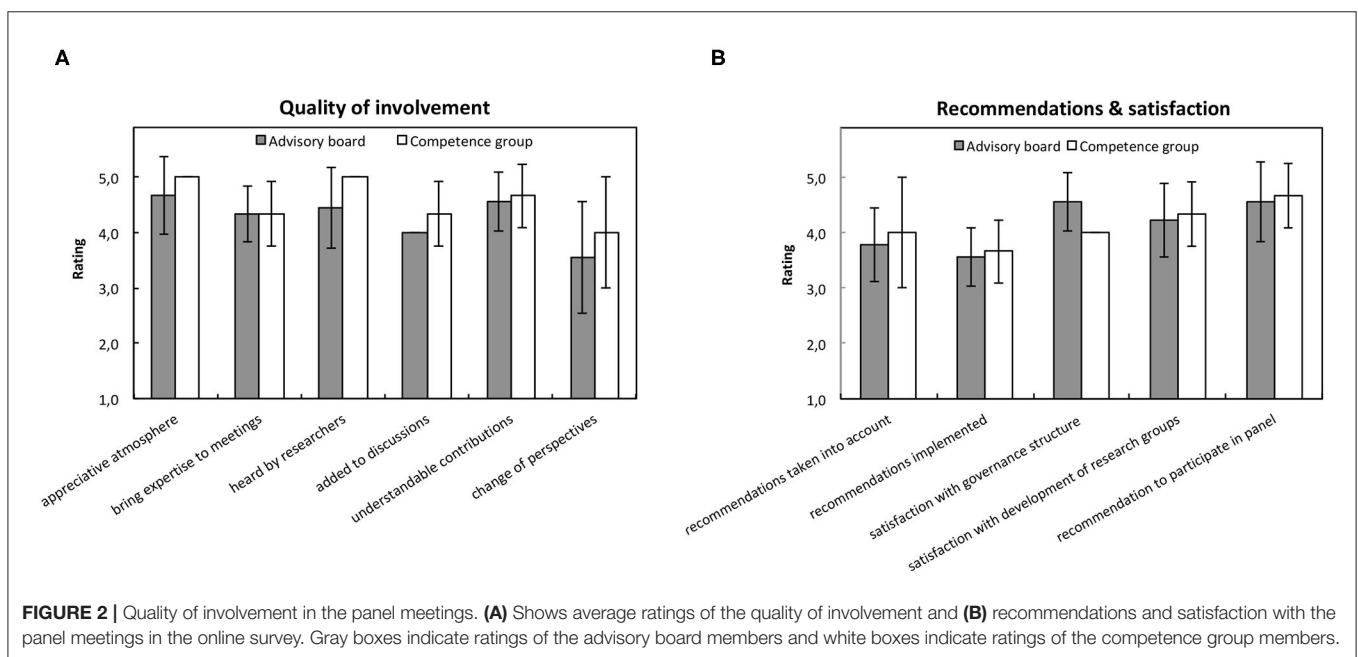 A
Quality of involvement
Advisory board
Competence group
5,0
4,0
3,0
2,0
1,0
Rating
appreciative atmosphere
bring expertise to meetings
heard by researchers
added to discussions
understandable contributions
change of perspectives
B
Recommendations & satisfaction
Advisory board
Competence group
5,0
4,0
3,0
2,0
1,0
Rating
recommendations taken into account
recommendations implemented
satisfaction with governance structure
satisfaction with development of research groups
recommendation to participate in panel
FIGURE 2 | Quality of involvement in the panel meetings. (A) Shows average ratings of the quality of involvement and (B) recommendations and satisfaction with the
panel meetings in the online survey. Gray boxes indicate ratings of the advisory board members and white boxes indicate ratings of the competence group members.